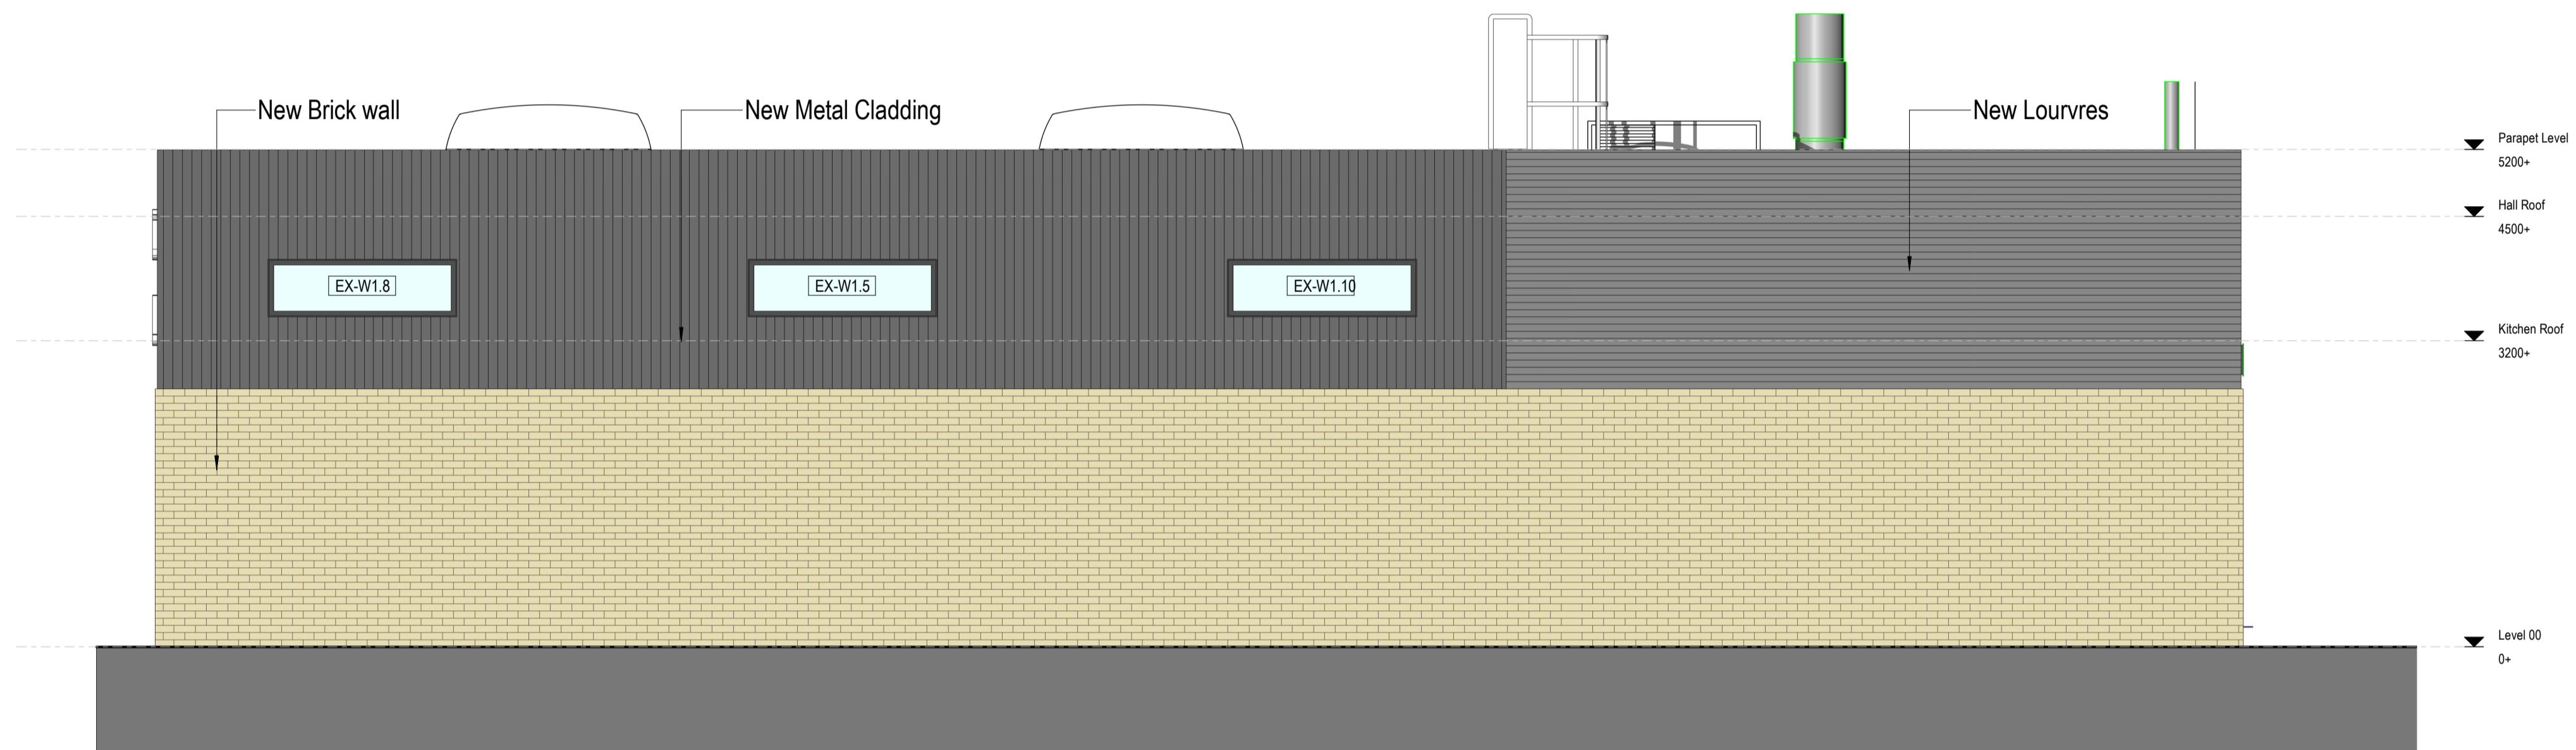 New Brick wall
New Metal Cladding
New Lourvres
Parapet Level
5200+
Hall Roof
4500+
EX-W1.8
EX-W1.5
EX-W1.10
Kitchen Roof
3200+
Level 00
0+